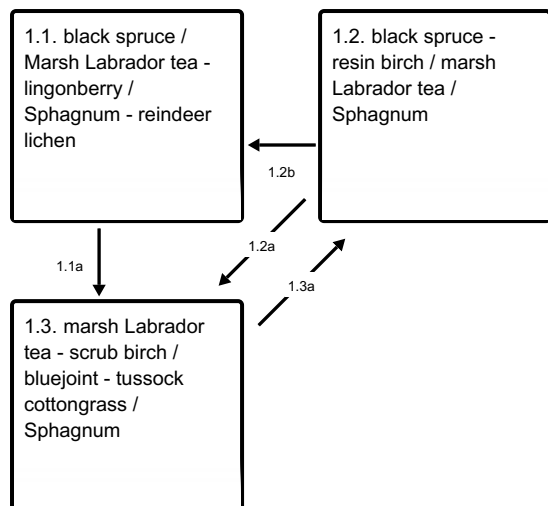 1.1. black spruce /
Marsh Labrador tea -
lingonberry /
Sphagnum - reindeer
lichen
1.2. black spruce -
resin birch / marsh
Labrador tea /
Sphagnum
1.2b
1.2a
1.1a
1.3a
1.3. marsh Labrador
tea - scrub birch /
bluejoint - tussock
cottongrass /
Sphagnum